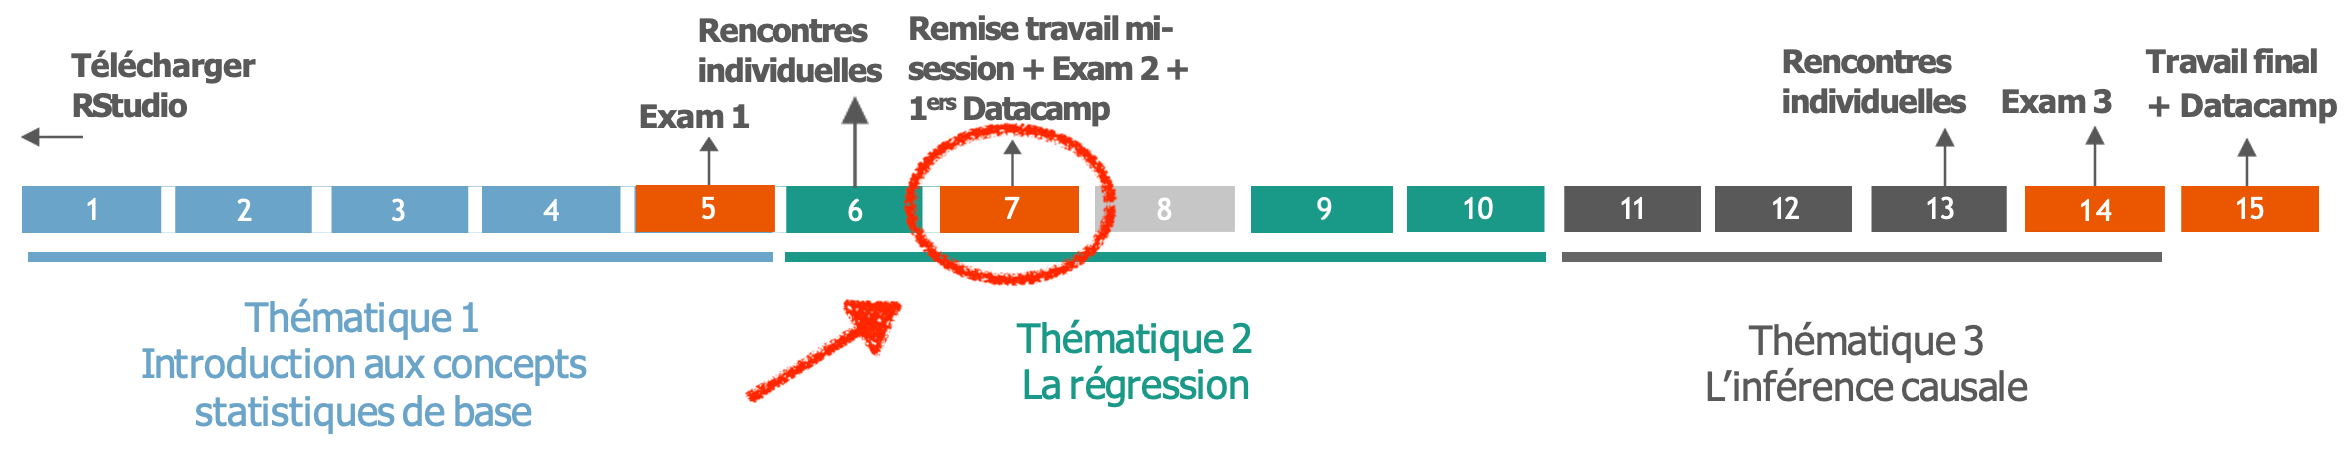 Télécharger
RStudio
Exam 1
Rencontres
individuelles
Remise travail mi-
session + Exam 2 +
1ers Datacamp
Rencontres
individuelles
Exam 3
Travail final
+ Datacamp
1 2 3 4 5 6 7 8 9 10 11 12 13 14 15
Thématique 1
Introduction aux concepts
statistiques de base
Thématique 2
La régression
Thématique 3
L’inférence causale